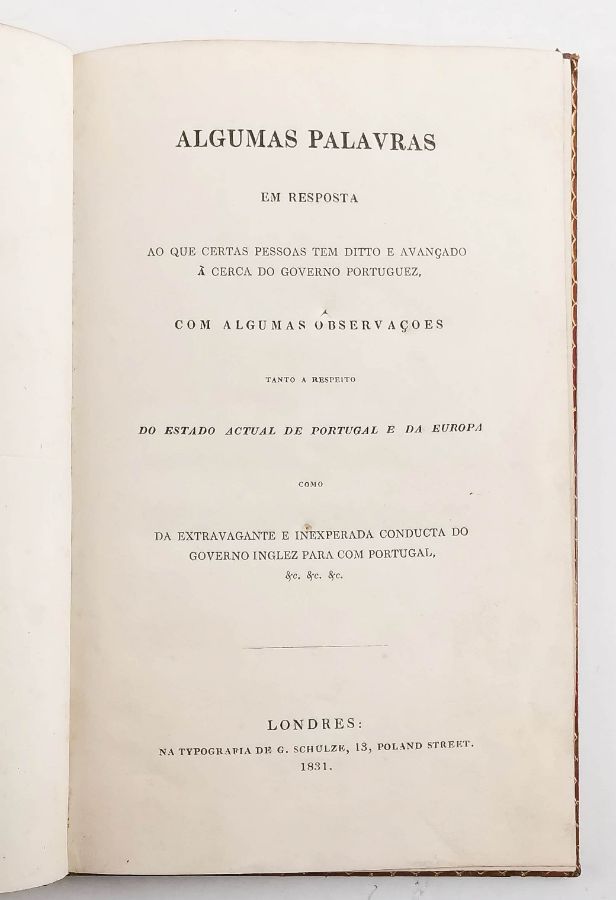 ALGUMAS PALAVRAS
EM RESPOSTA
AO QUE CERTAS PESSOAS TEM DITTO E AVANÇADO
À CERCA DO GOVERNO PORTUGUEZ,
COM ALGUMAS OBSERVAÇOES
TANTO A RESPEITO
DO ESTADO ACTUAL DE PORTUGAL E DA EUROPA
COMO
DA EXTRAVAGANTE E INEXPERADA CONDUCTA DO
GOVERNO INGLEZ PARA COM PORTUGAL,
&c. &c. &c.
LONDRES:
NA TYPOGRAFIA DE G. SCHULZE, 13, POLAND STREET.
1831.